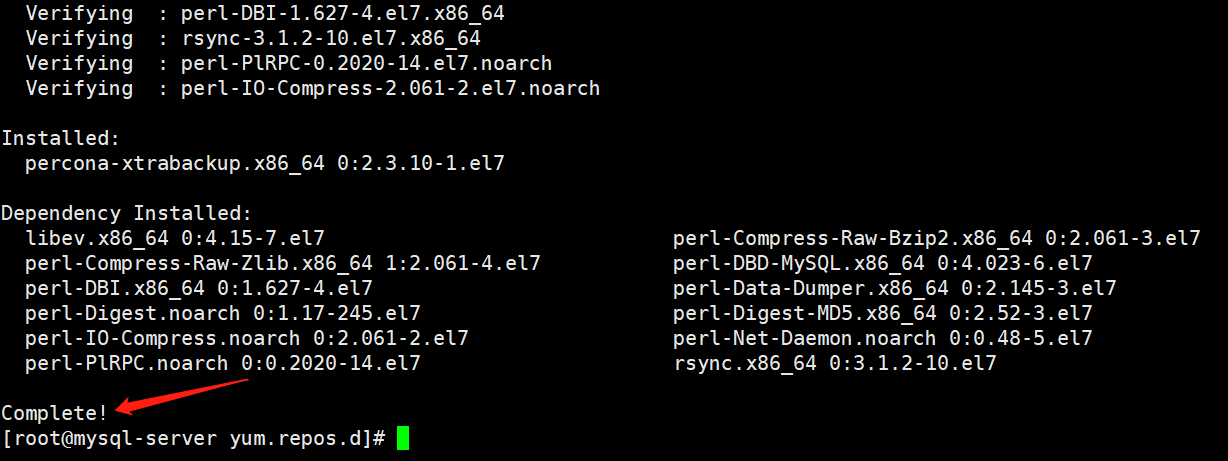 Verifying  : perl-DBI-1.627-4.el7.x86_64
Verifying  : rsync-3.1.2-10.el7.x86_64
Verifying  : perl-PlRPC-0.2020-14.el7.noarch
Verifying  : perl-IO-Compress-2.061-2.el7.noarch
Installed:
percona-xtrabackup.x86_64 0:2.3.10-1.el7
Dependency Installed:
libev.x86_64 0:4.15-7.el7 perl-Compress-Raw-Bzip2.x86_64 0:2.061-3.el7
perl-Compress-Raw-Zlib.x86_64 1:2.061-4.el7 perl-DBD-MySQL.x86_64 0:4.023-6.el7
perl-DBI.x86_64 0:1.627-4.el7 perl-Data-Dumper.x86_64 0:2.145-3.el7
perl-Digest.noarch 0:1.17-245.el7 perl-Digest-MD5.x86_64 0:2.52-3.el7
perl-IO-Compress.noarch 0:2.061-2.el7 perl-Net-Daemon.noarch 0:0.48-5.el7
perl-PlRPC.noarch 0:0.2020-14.el7 rsync.x86_64 0:3.1.2-10.el7
Complete!
[root@mysql-server yum.repos.d]#